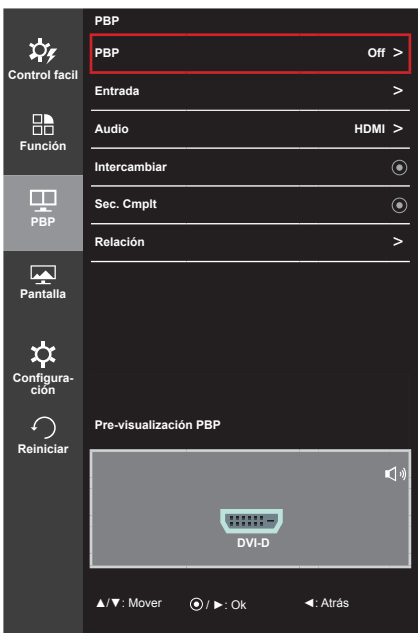 PBP
PBP Off >
Entrada >
Audio HDMI >
Intercambiar
Sec. Cmplt
Relación >
Control facil
Función
PBP
Pantalla
Configura-
ción
Reiniciar
Pre-visualización PBP
DVI-D
▲/▼: Mover ⦿ / ►: Ok ◄: Atrás